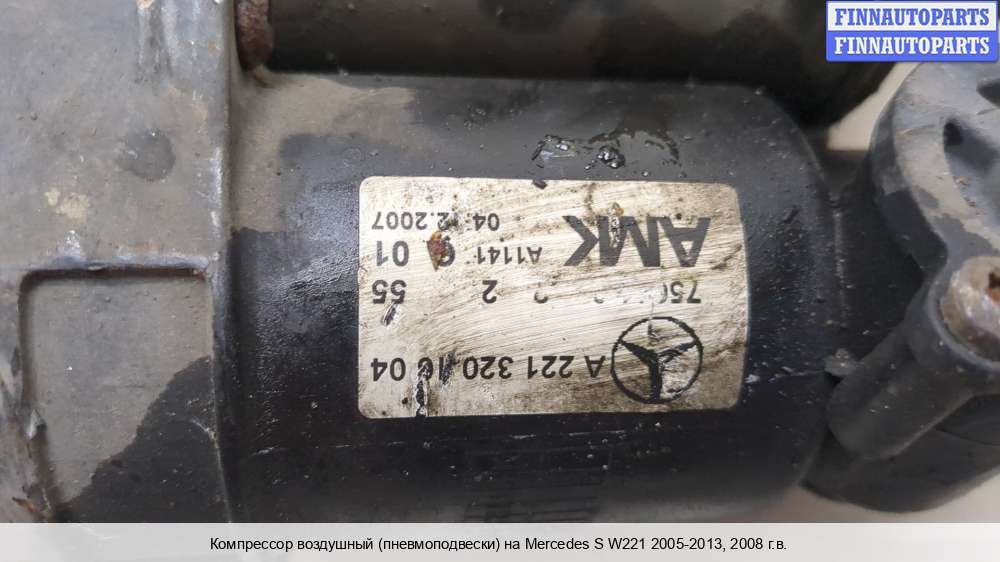 FINNAUTOPARTS
FINNAUTOPARTS
A 221 320 16 04
2 55
AMK
A1141 01
04.12.2007
Компрессор воздушный (пневмоподвески) на Mercedes S W221 2005-2013, 2008 г.в.